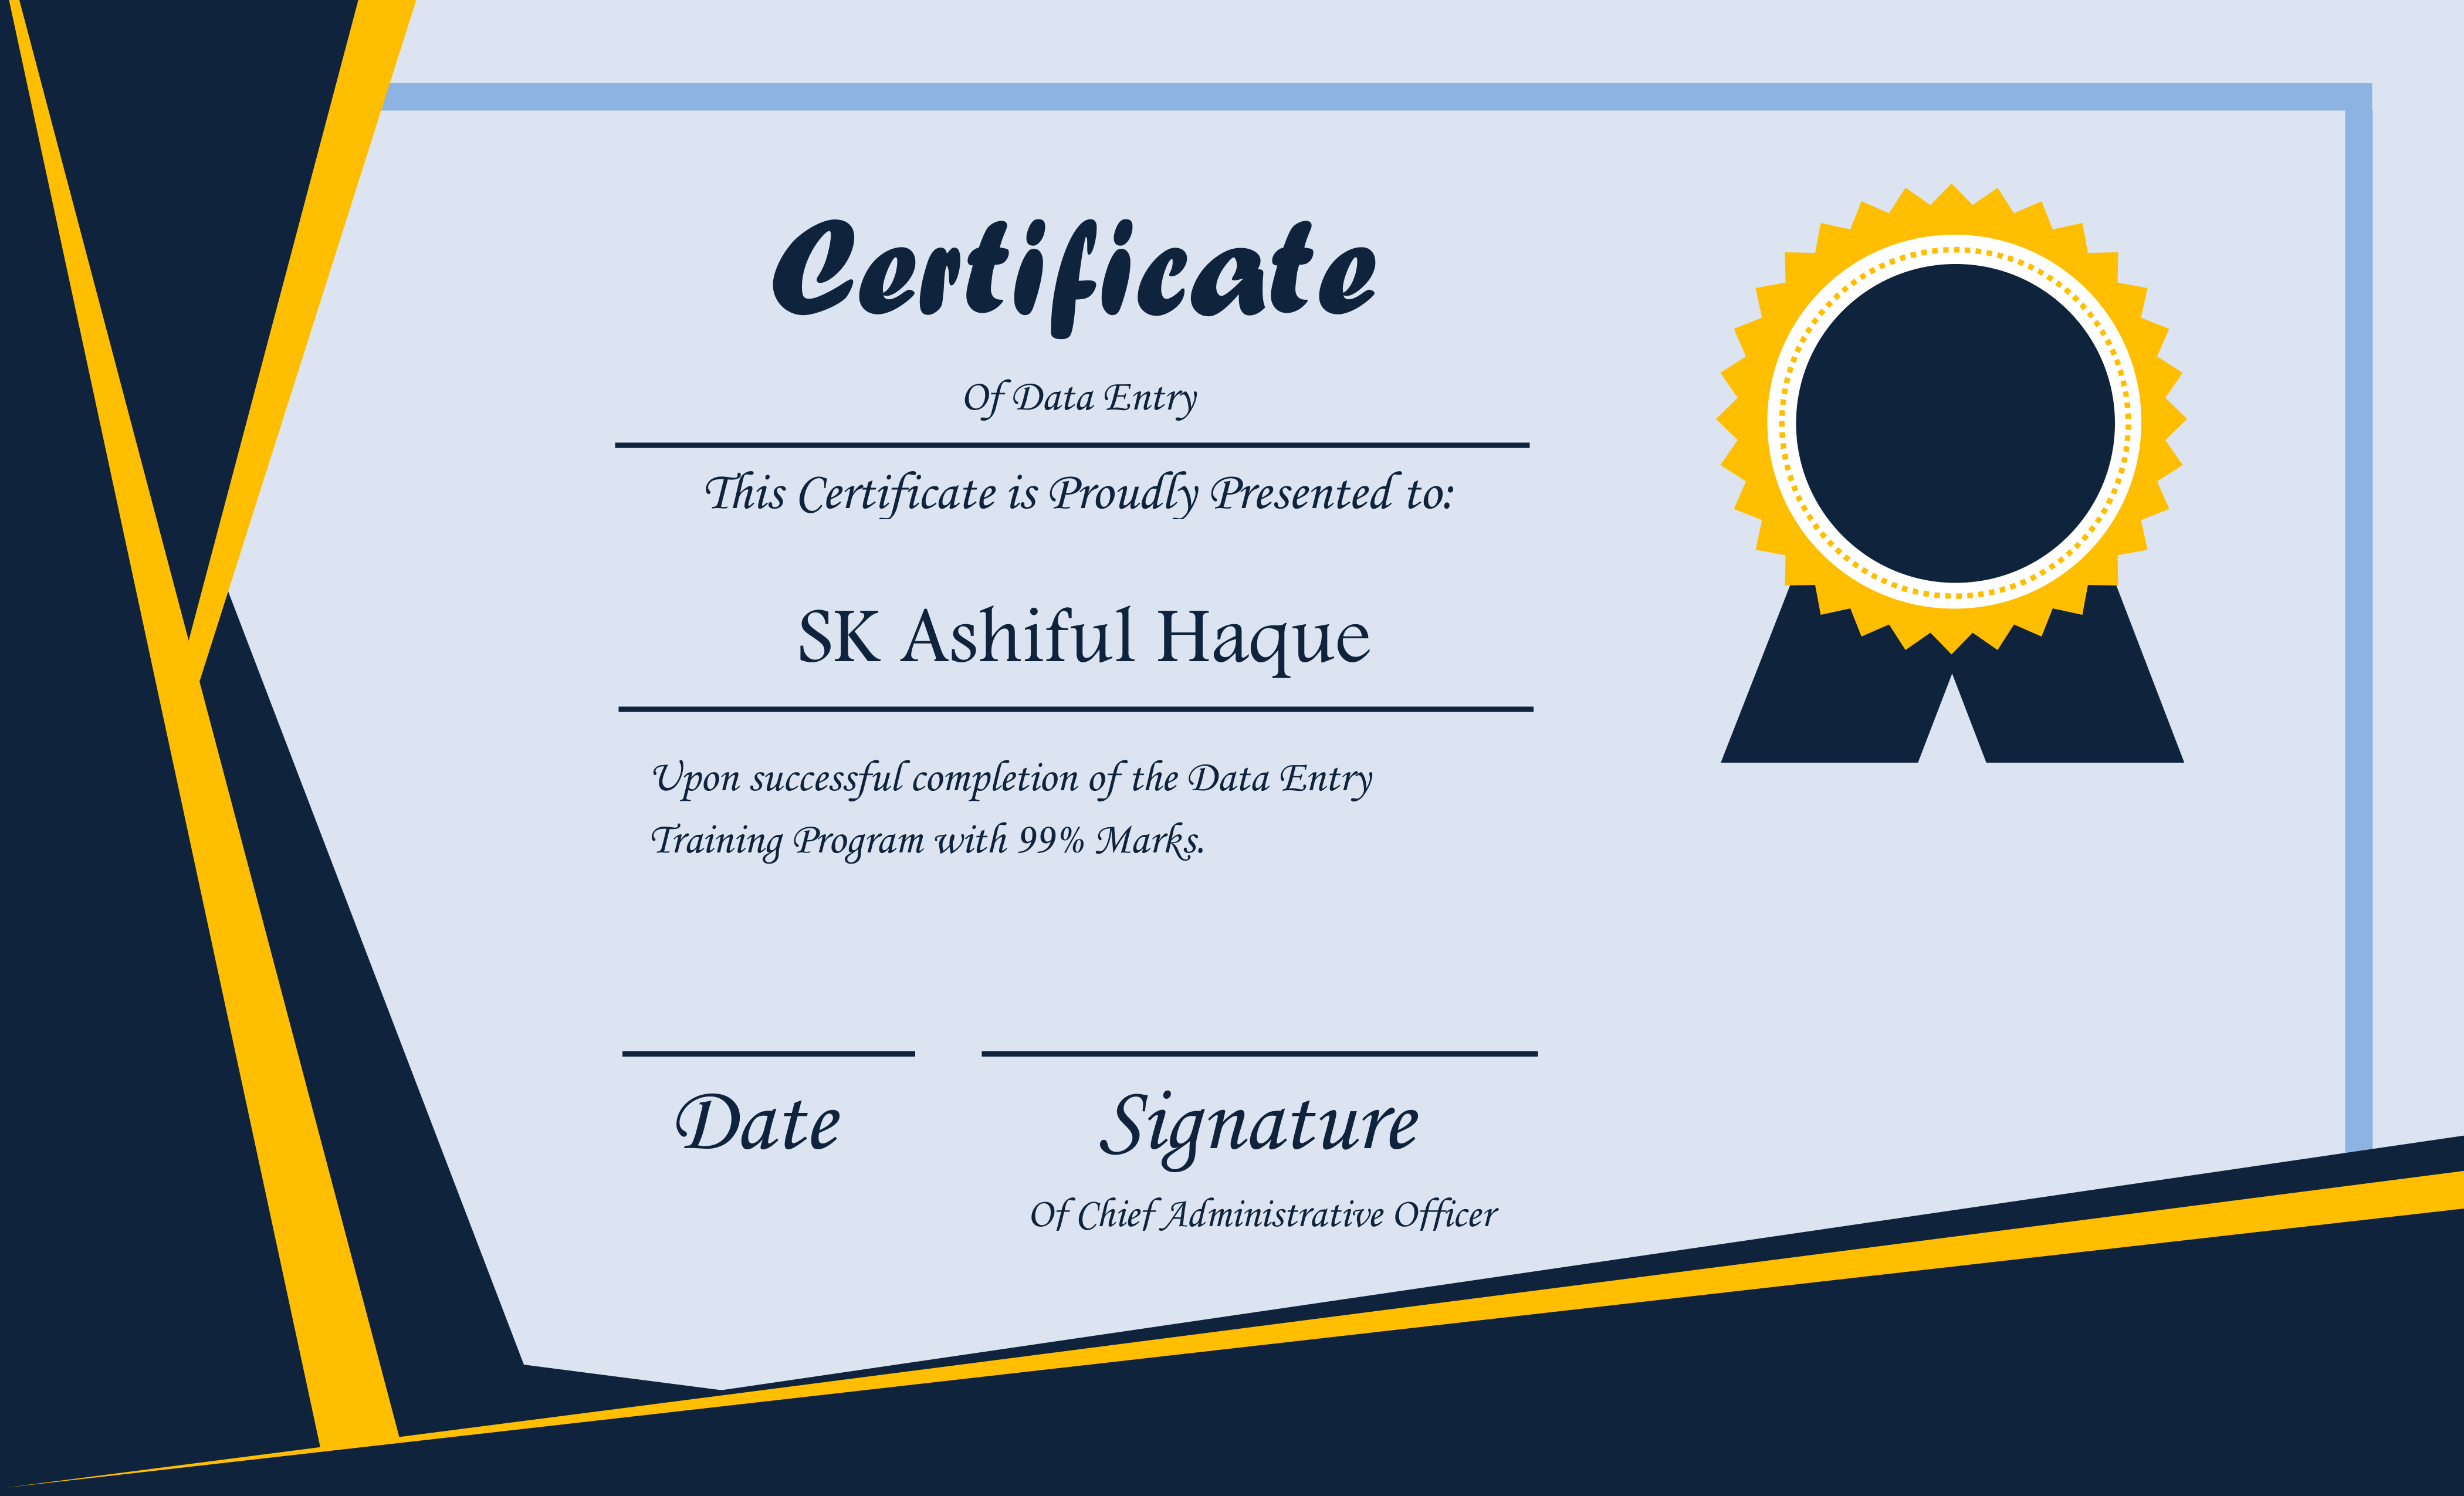 Certificate
Of Data Entry
This Certificate is Proudly Presented to:
SK Ashiful Haque
Upon successful completion of the Data Entry
Training Program with 99% Marks.
Date
Signature
Of Chief Administrative Officer